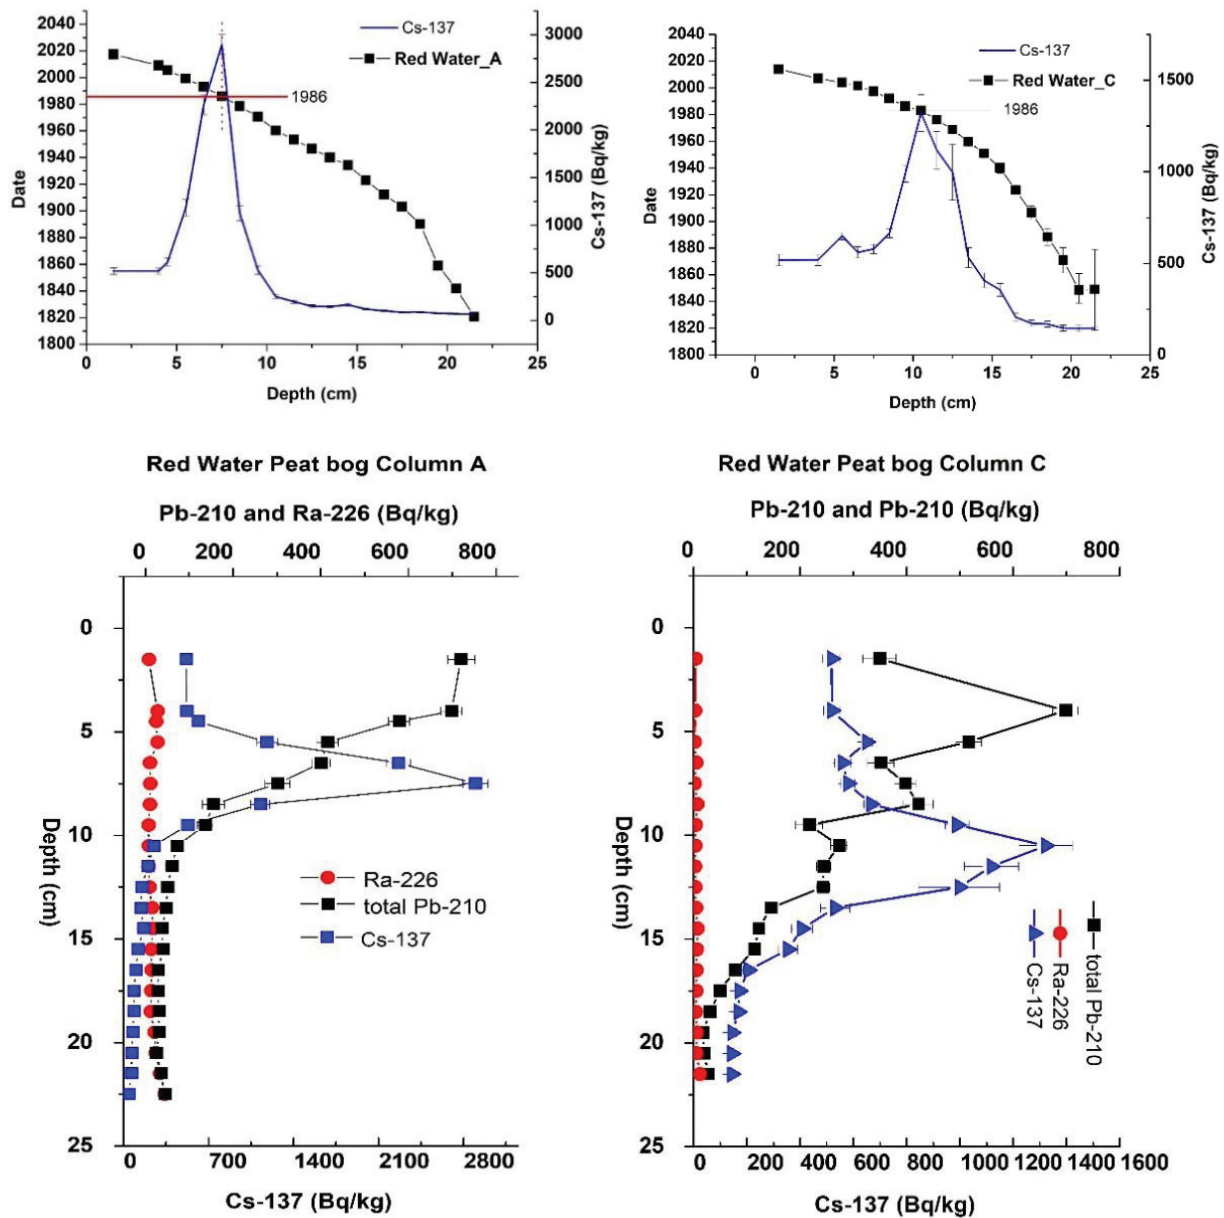 2040
2020
2000
1980
1960
1940
1920
1900
1880
1860
1840
1820
1800
Date
0
5
10
15
20
25
Depth (cm)
3000
2500
2000
1500
1000
500
0
Cs-137 (Bq/kg)
Cs-137
Red Water_A
1986
2040
2020
2000
1980
1960
1940
1920
1900
1880
1860
1840
1820
1800
Date
0
5
10
15
20
25
Depth (cm)
1500
1000
500
0
Cs-137 (Bq/kg)
Cs-137
Red Water_C
1986
Red Water Peat bog Column A
Pb-210 and Ra-226 (Bq/kg)
0 200 400 600 800
0
5
10
15
20
25
Depth (cm)
Ra-226
total Pb-210
Cs-137
0 700 1400 2100 2800
Cs-137 (Bq/kg)
Red Water Peat bog Column C
Pb-210 and Pb-210 (Bq/kg)
0 200 400 600 800
0
5
10
15
20
25
Depth (cm)
total Pb-210
Ra-226
Cs-137
0 200 400 600 800 1000 1200 1400 1600
Cs-137 (Bq/kg)